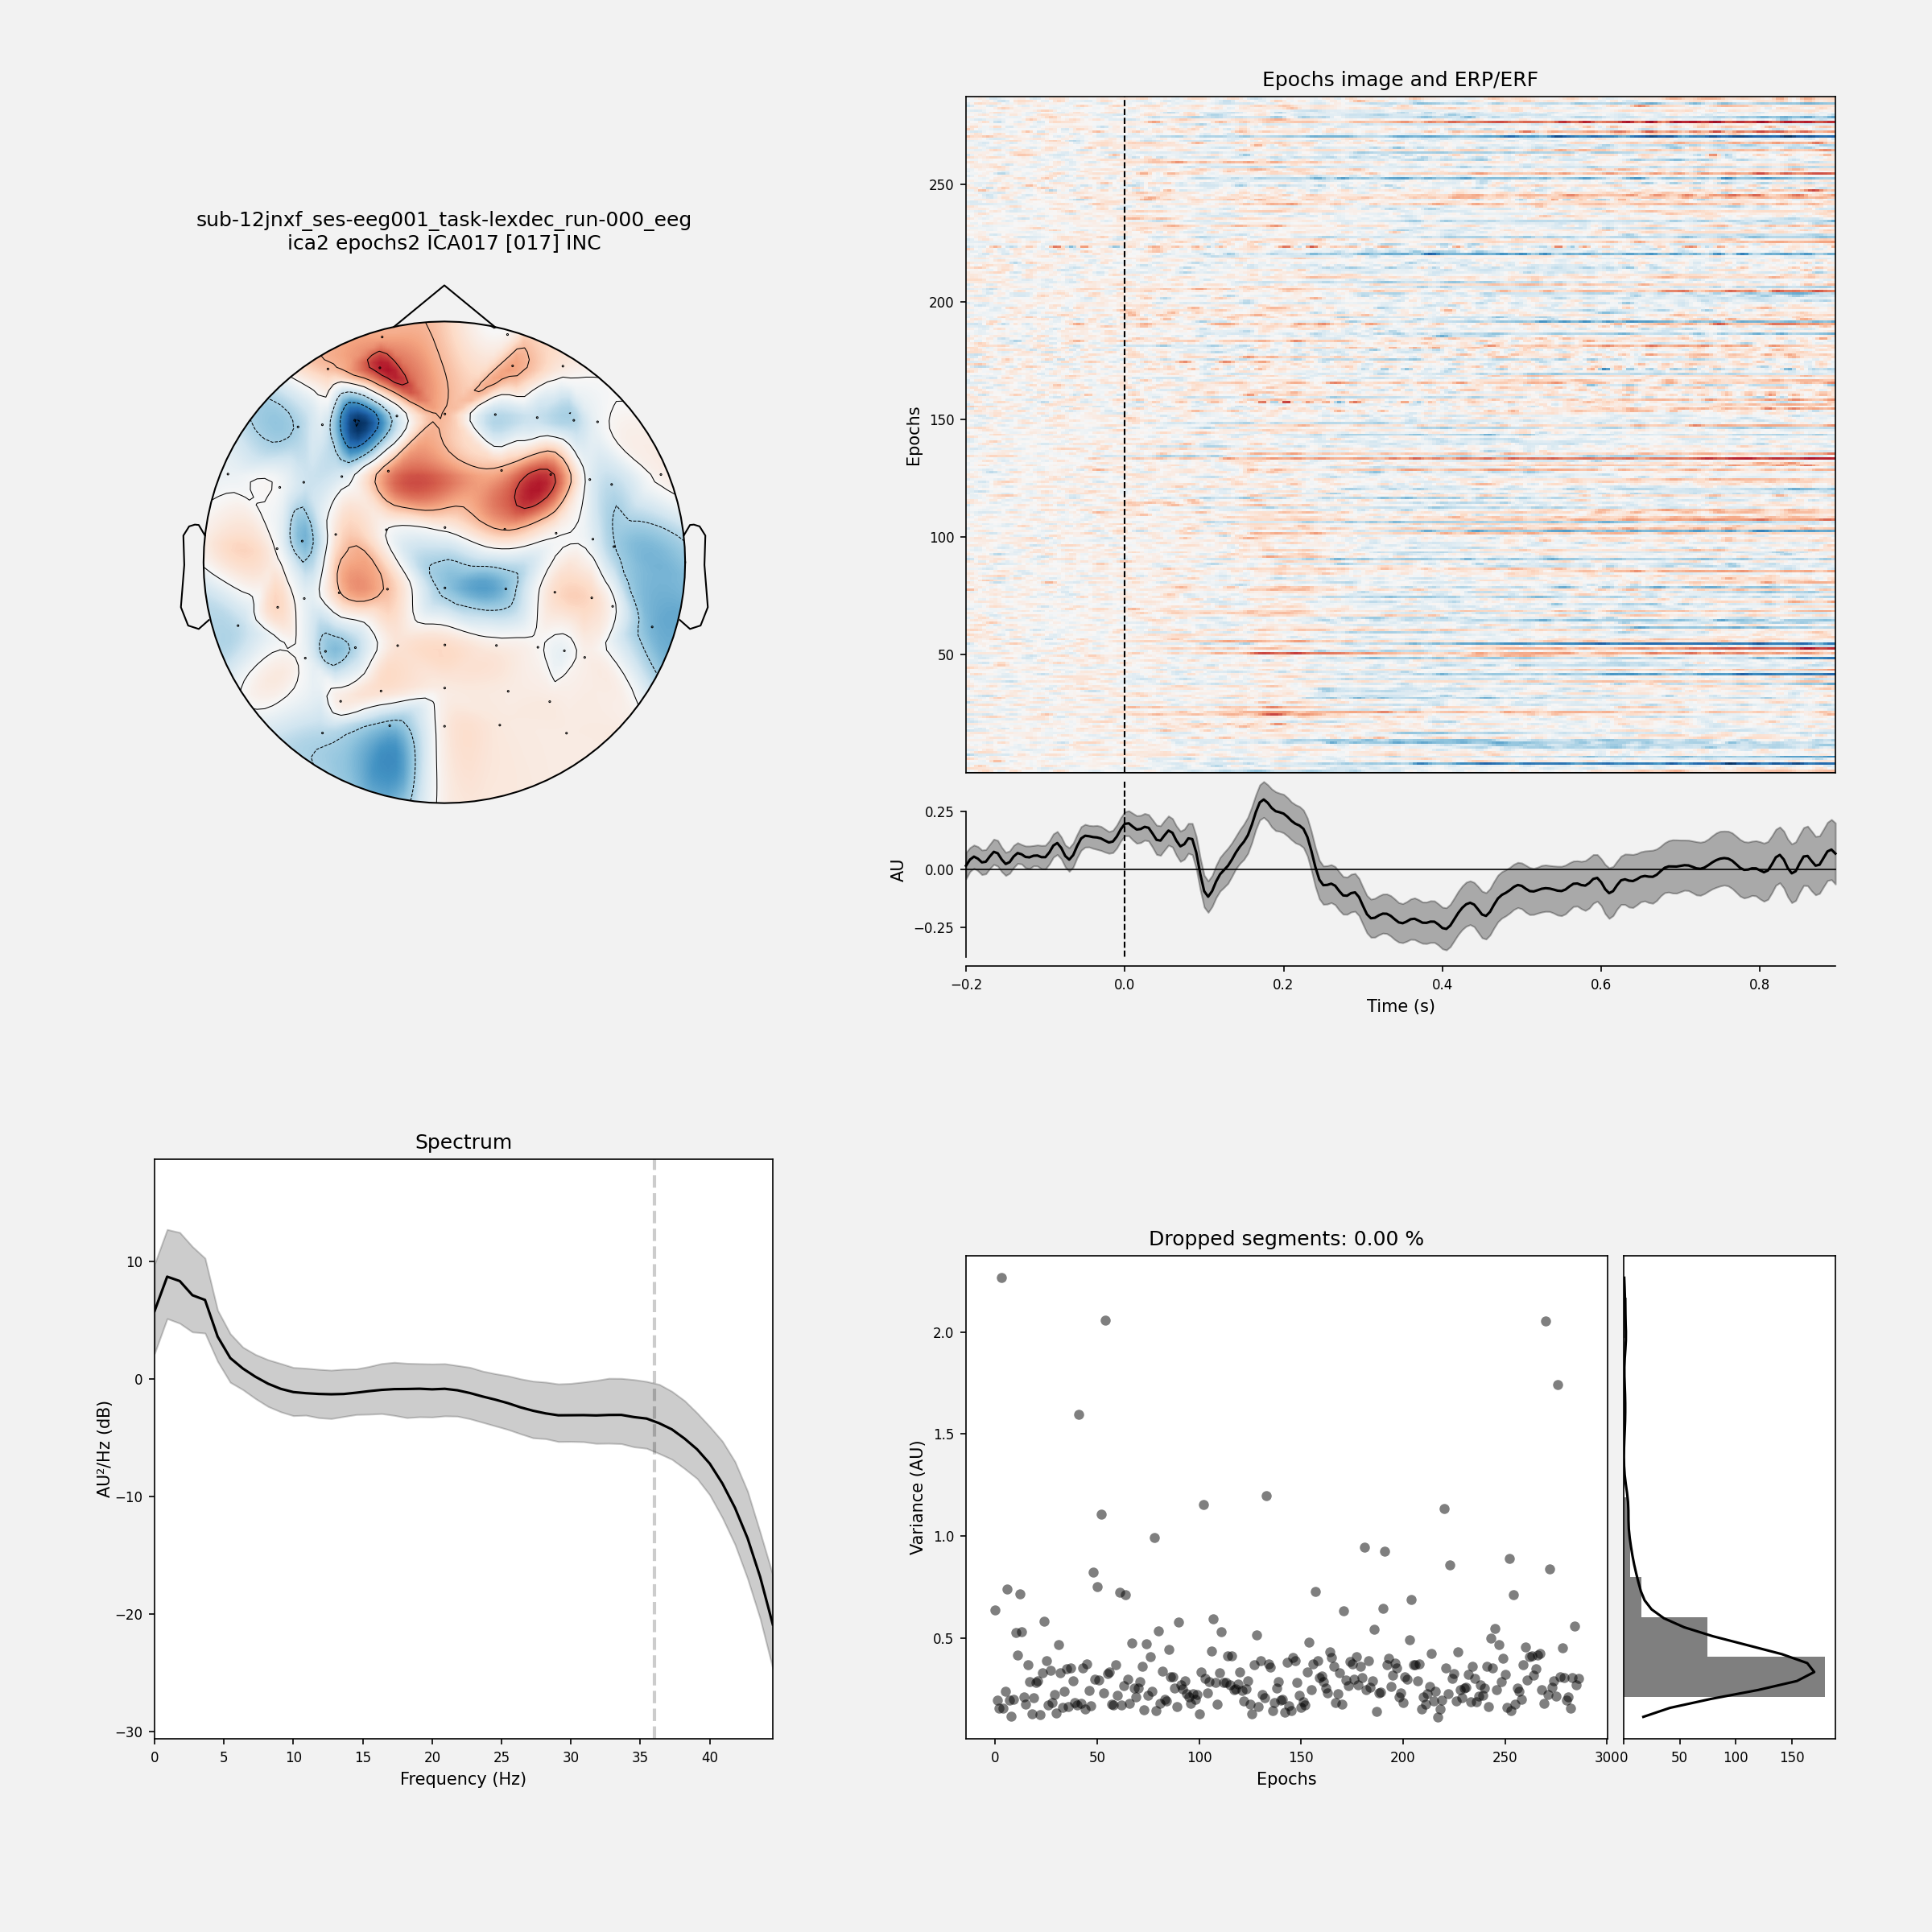 Epochs image and ERP/ERF
sub-12jnxf_ses-eeg001_task-lexdec_run-000_eeg
ica2 epochs2 ICA017 [017] INC
Epochs
250
200
150
100
50
AU
0.25
0.00
−0.25
−0.2 0.0 0.2 0.4 0.6 0.8
Time (s)
Spectrum
AU²/Hz (dB)
10
0
−10
−20
−30
0 5 10 15 20 25 30 35 40
Frequency (Hz)
Dropped segments: 0.00 %
Variance (AU)
2.0
1.5
1.0
0.5
0 50 100 150 200 250 300
Epochs
0 50 100 150